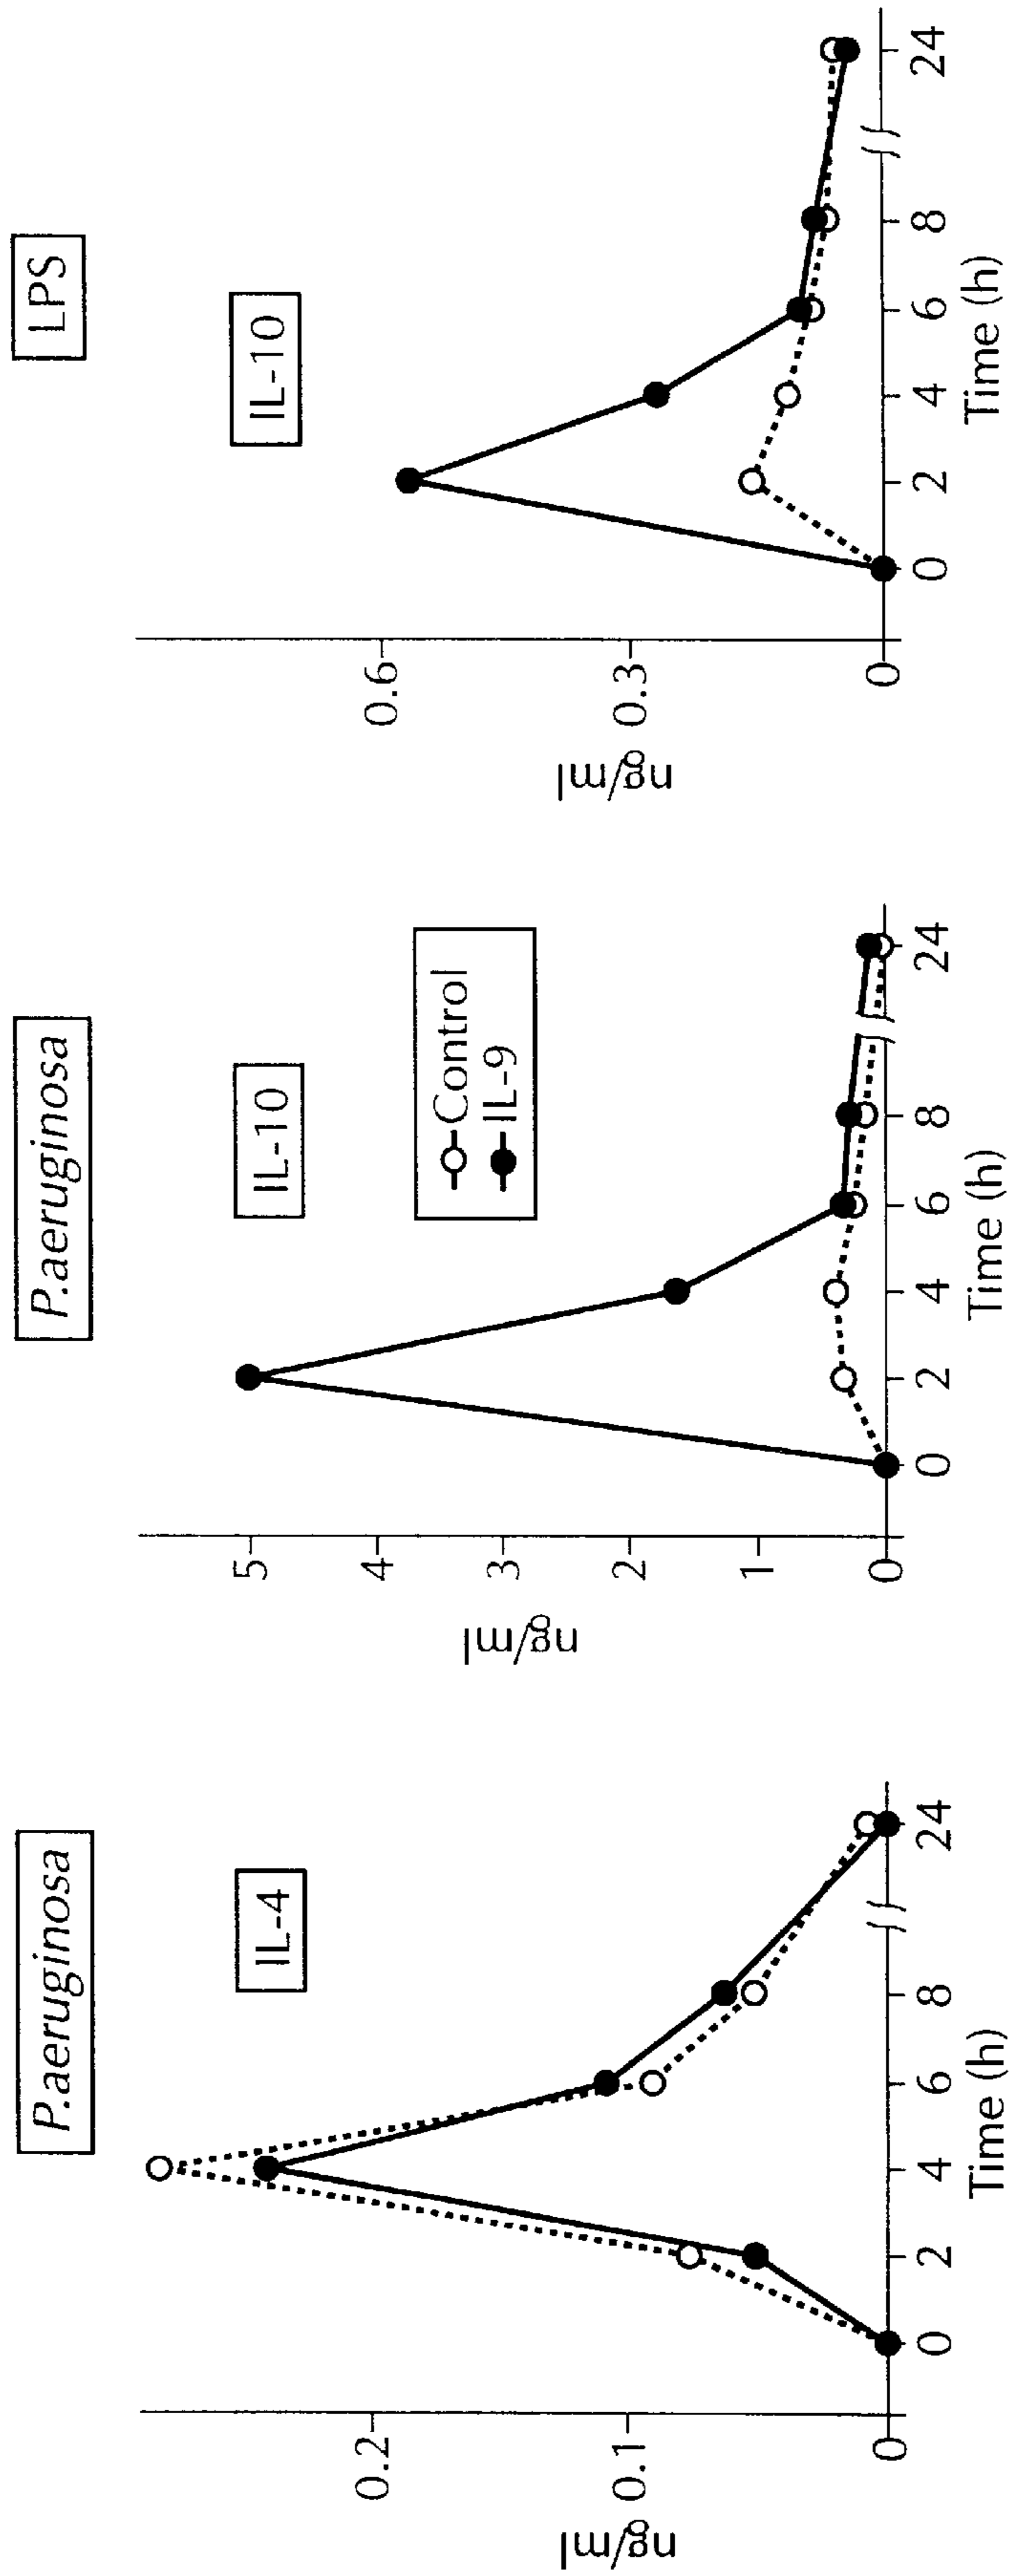 P.aeruginosa
IL-4
ng/ml
0.2
0.1
0
0 2 4 6 8 24
Time (h)
P.aeruginosa
IL-10
Control
IL-9
ng/ml
5
4
3
2
1
0
0 2 4 6 8 24
Time (h)
LPS
IL-10
ng/ml
0.6
0.3
0
0 2 4 6 8 24
Time (h)